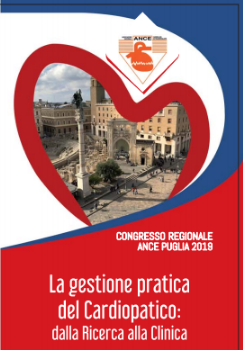 ANCE
CONGRESSO REGIONALE
ANCE PUGLIA 2019
La gestione pratica
del Cardiopatico:
dalla Ricerca alla Clinica